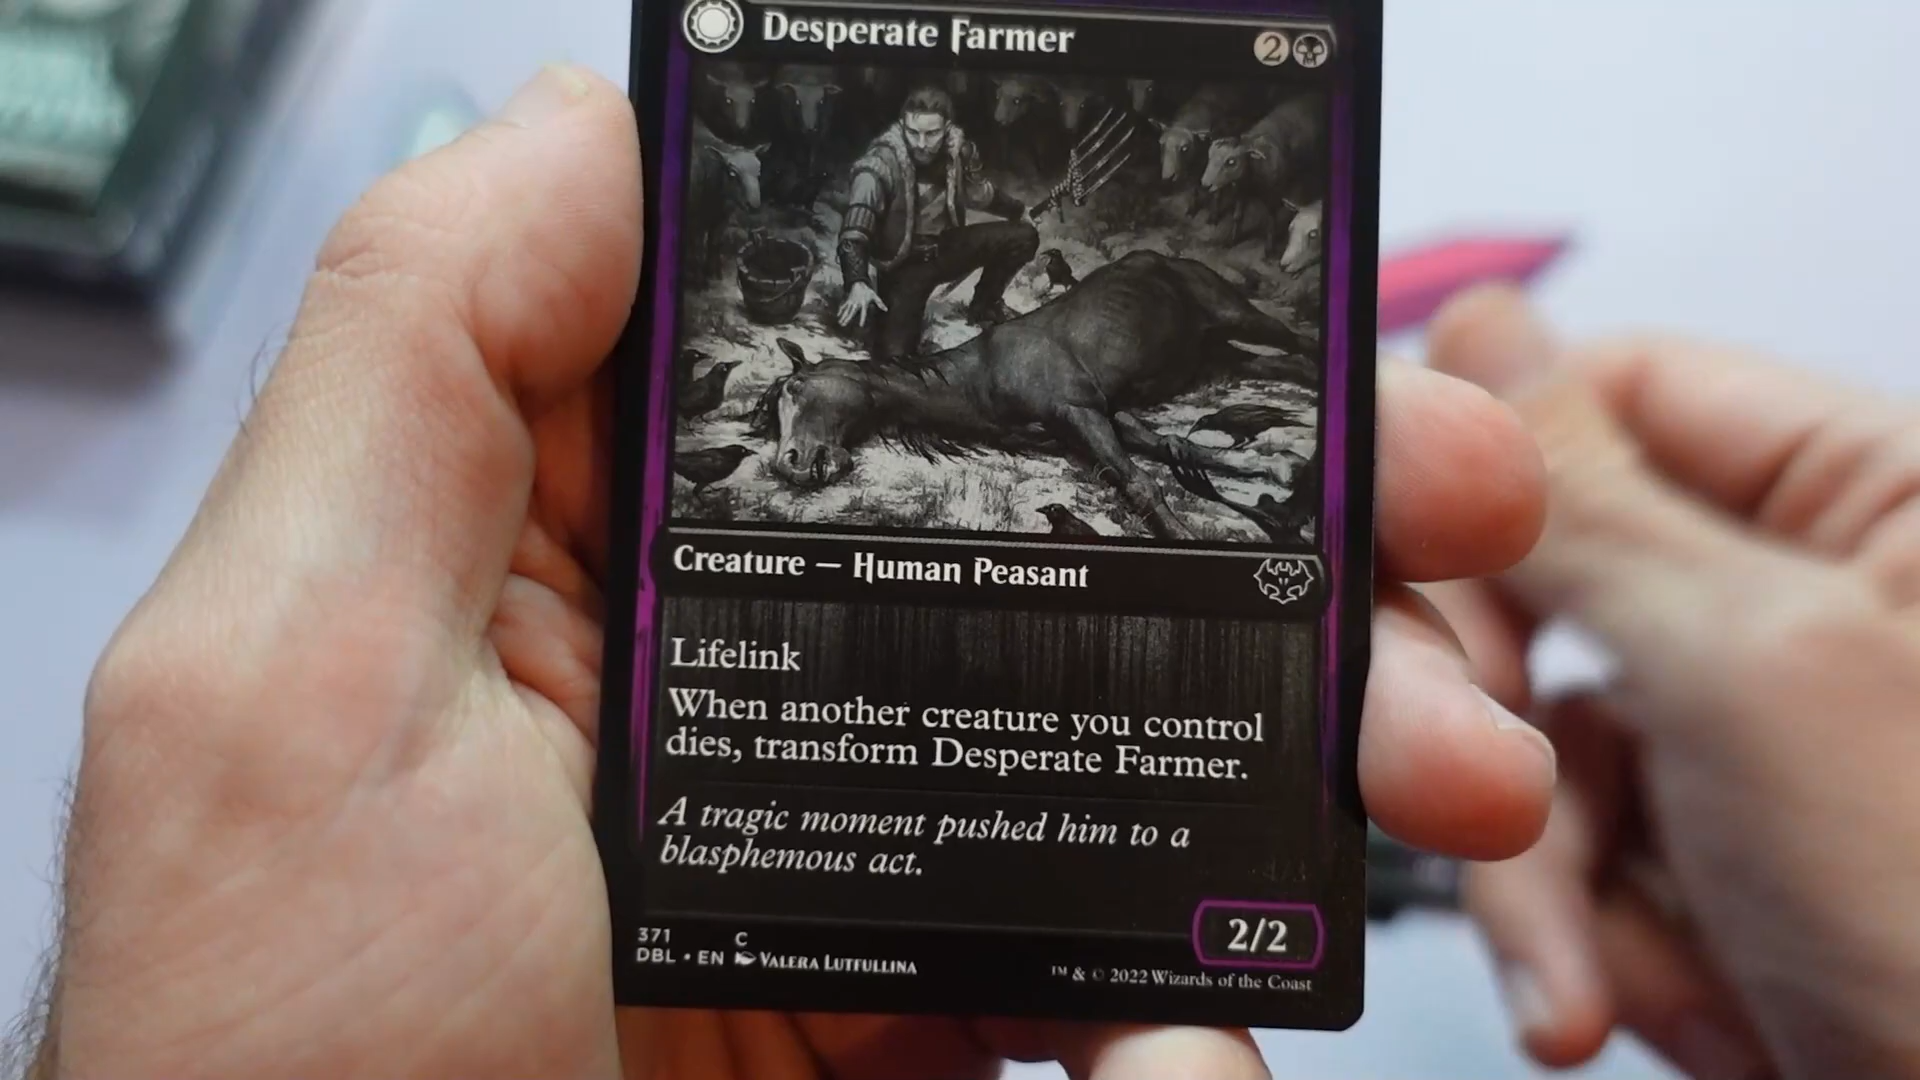 Desperate Farmer
2
Creature — Human Peasant
Lifelink
When another creature you control
dies, transform Desperate Farmer.
A tragic moment pushed him to a
blasphemous act.
2/2
371 C
DBL • EN VALERA LUTFULLINA
™ & © 2022 Wizards of the Coast